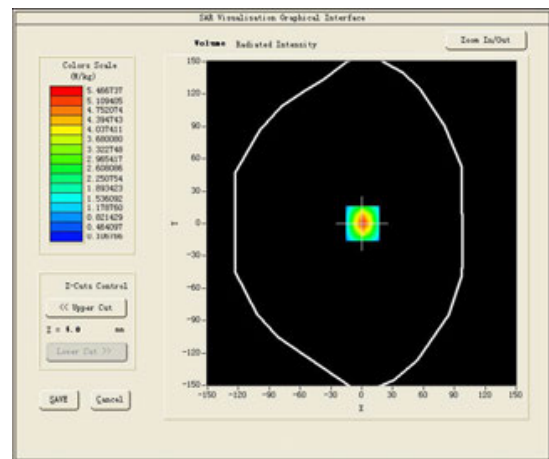 SAR Visualisation Graphical Interface
Volume Radiated Intensity
Zoom In/Out
Colors Scale
(W/kg)
5.466737
5.109405
4.752074
4.394743
4.037411
3.680080
3.322748
2.965417
2.608086
2.250754
1.893423
1.536092
1.178760
0.821429
0.464097
0.106766
Z-Cuts Control
<< Upper Cut
Z = 4.0 mm
Lower Cut >>
SAVE Cancel
150
120
90
60
30
0
-30
-60
-90
-120
-150
Y
-150 -120 -90 -60 -30 0 30 60 90 120 150
X